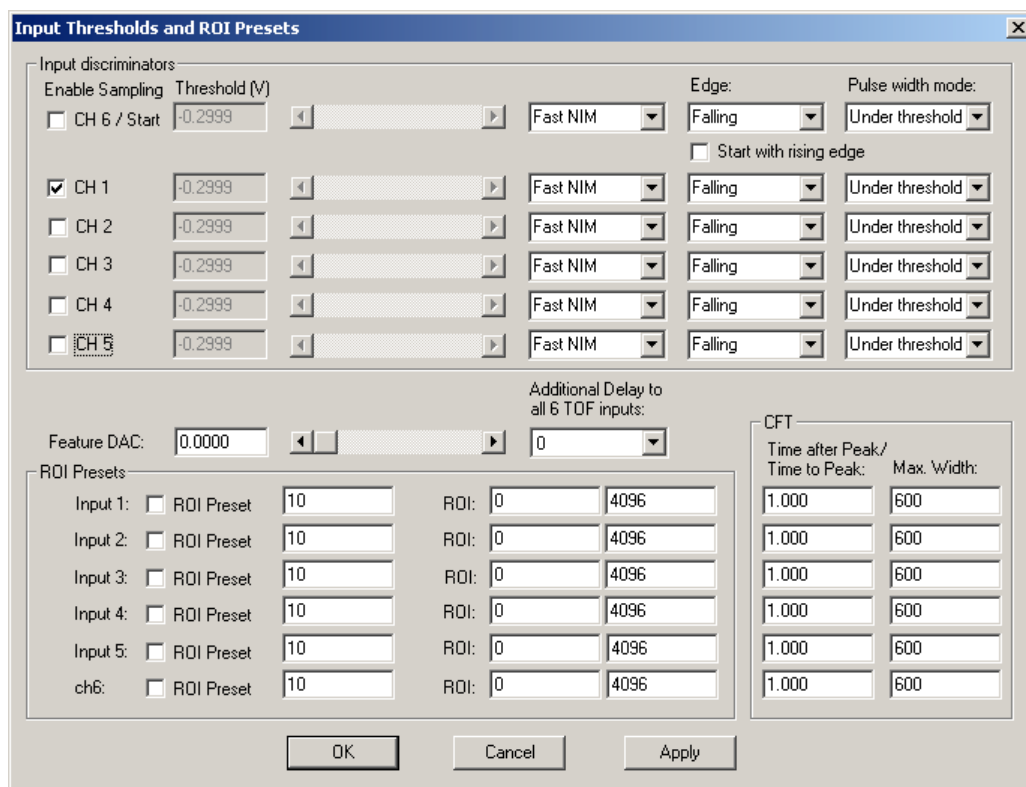 Input Thresholds and ROI Presets
Input discriminators
Enable Sampling Threshold (V) Edge: Pulse width mode:
CH 6 / Start -0.2999 Fast NIM Falling Under threshold
Start with rising edge
CH 1 -0.2999 Fast NIM Falling Under threshold
CH 2 -0.2999 Fast NIM Falling Under threshold
CH 3 -0.2999 Fast NIM Falling Under threshold
CH 4 -0.2999 Fast NIM Falling Under threshold
CH 5 -0.2999 Fast NIM Falling Under threshold
Additional Delay to
all 6 TOF inputs:
Feature DAC: 0.0000 0
CFT
Time after Peak/
Time to Peak: Max. Width:
ROI Presets
Input 1: ROI Preset 10 ROI: 0 4096 1.000 600
Input 2: ROI Preset 10 ROI: 0 4096 1.000 600
Input 3: ROI Preset 10 ROI: 0 4096 1.000 600
Input 4: ROI Preset 10 ROI: 0 4096 1.000 600
Input 5: ROI Preset 10 ROI: 0 4096 1.000 600
ch6: ROI Preset 10 ROI: 0 4096 1.000 600
OK Cancel Apply